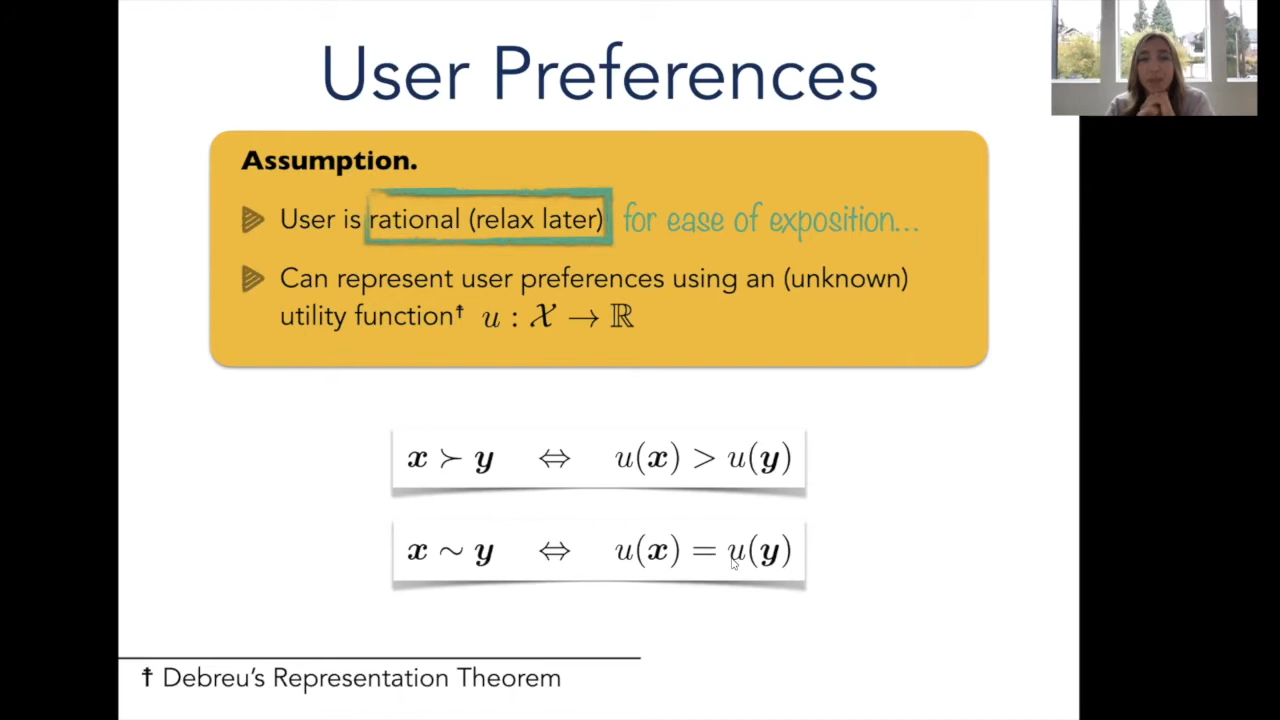 User Preferences
Assumption.
User is rational (relax later) for ease of exposition...
Can represent user preferences using an (unknown)
utility function† u : 𝒳 → ℝ
x ≻ y ⇔ u(x) > u(y)
x ∼ y ⇔ u(x) = u(y)
† Debreu's Representation Theorem